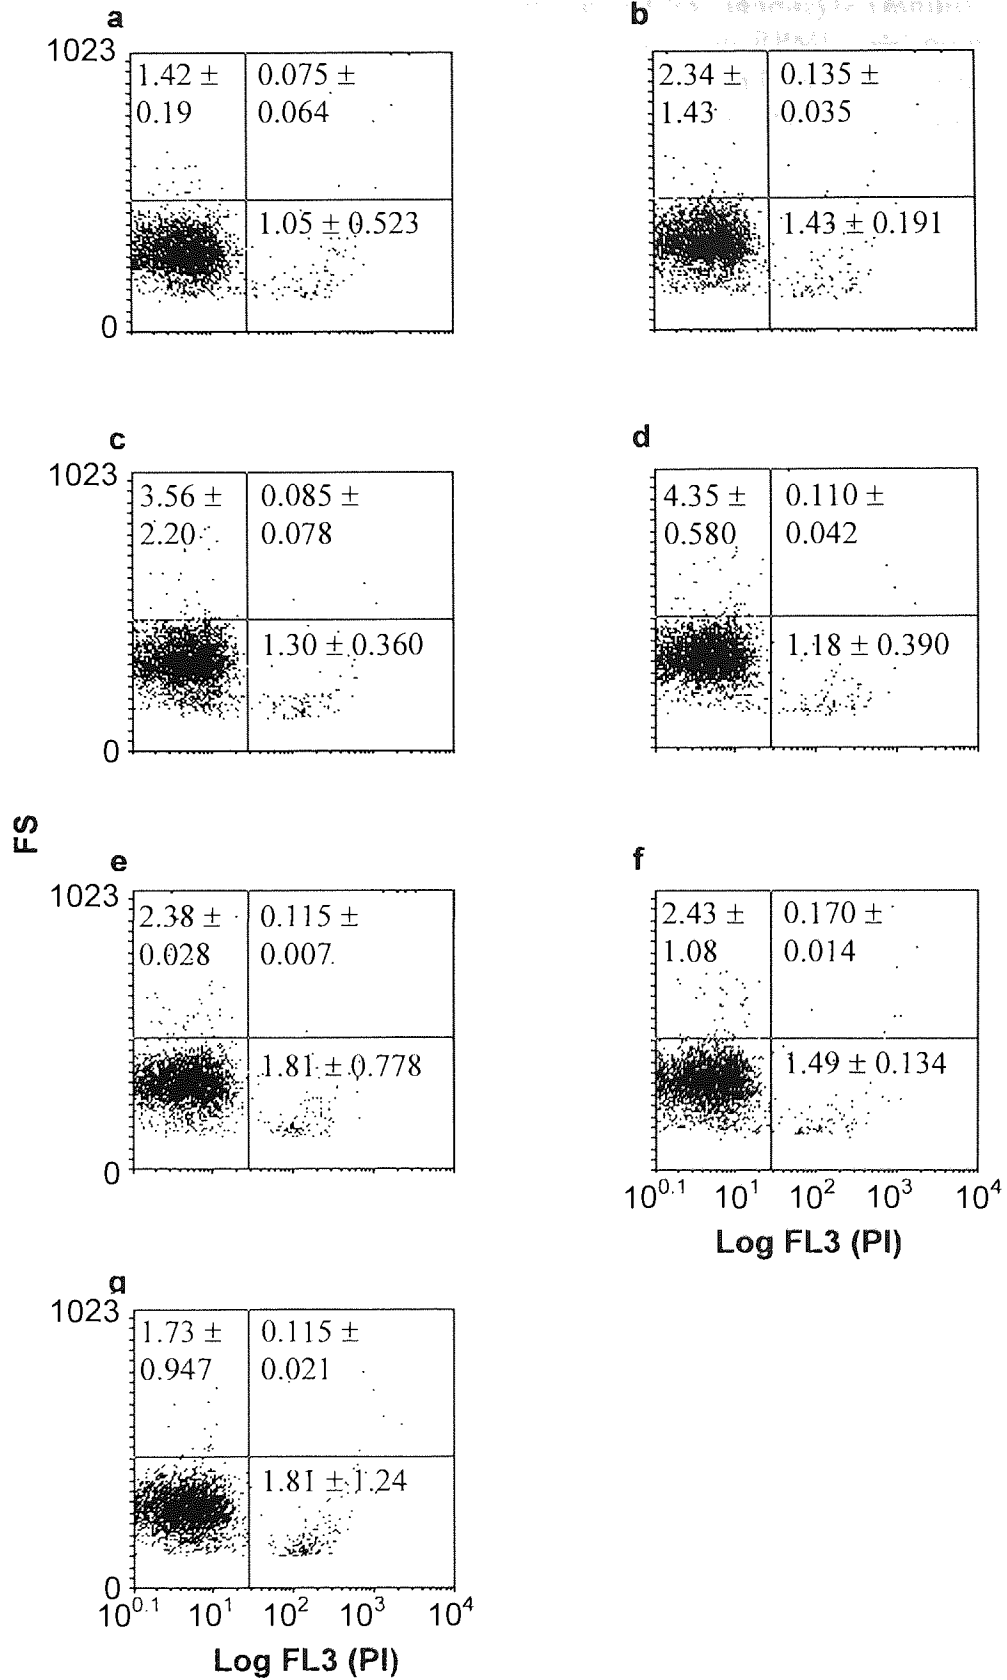 a
1023
1.42 ±
0.19
0.075 ±
0.064
1.05 ± 0.523
0
b
2.34 ±
1.43
0.135 ±
0.035
1.43 ± 0.191
c
1023
3.56 ±
2.20
0.085 ±
0.078
1.30 ± 0.360
0
d
4.35 ±
0.580
0.110 ±
0.042
1.18 ± 0.390
FS
e
1023
2.38 ±
0.028
0.115 ±
0.007
1.81 ± 0.778
0
f
2.43 ±
1.08
0.170 ±
0.014
1.49 ± 0.134
10^0.1 10^1 10^2 10^3 10^4
Log FL3 (PI)
g
1023
1.73 ±
0.947
0.115 ±
0.021
1.81 ± 1.24
0
10^0.1 10^1 10^2 10^3 10^4
Log FL3 (PI)